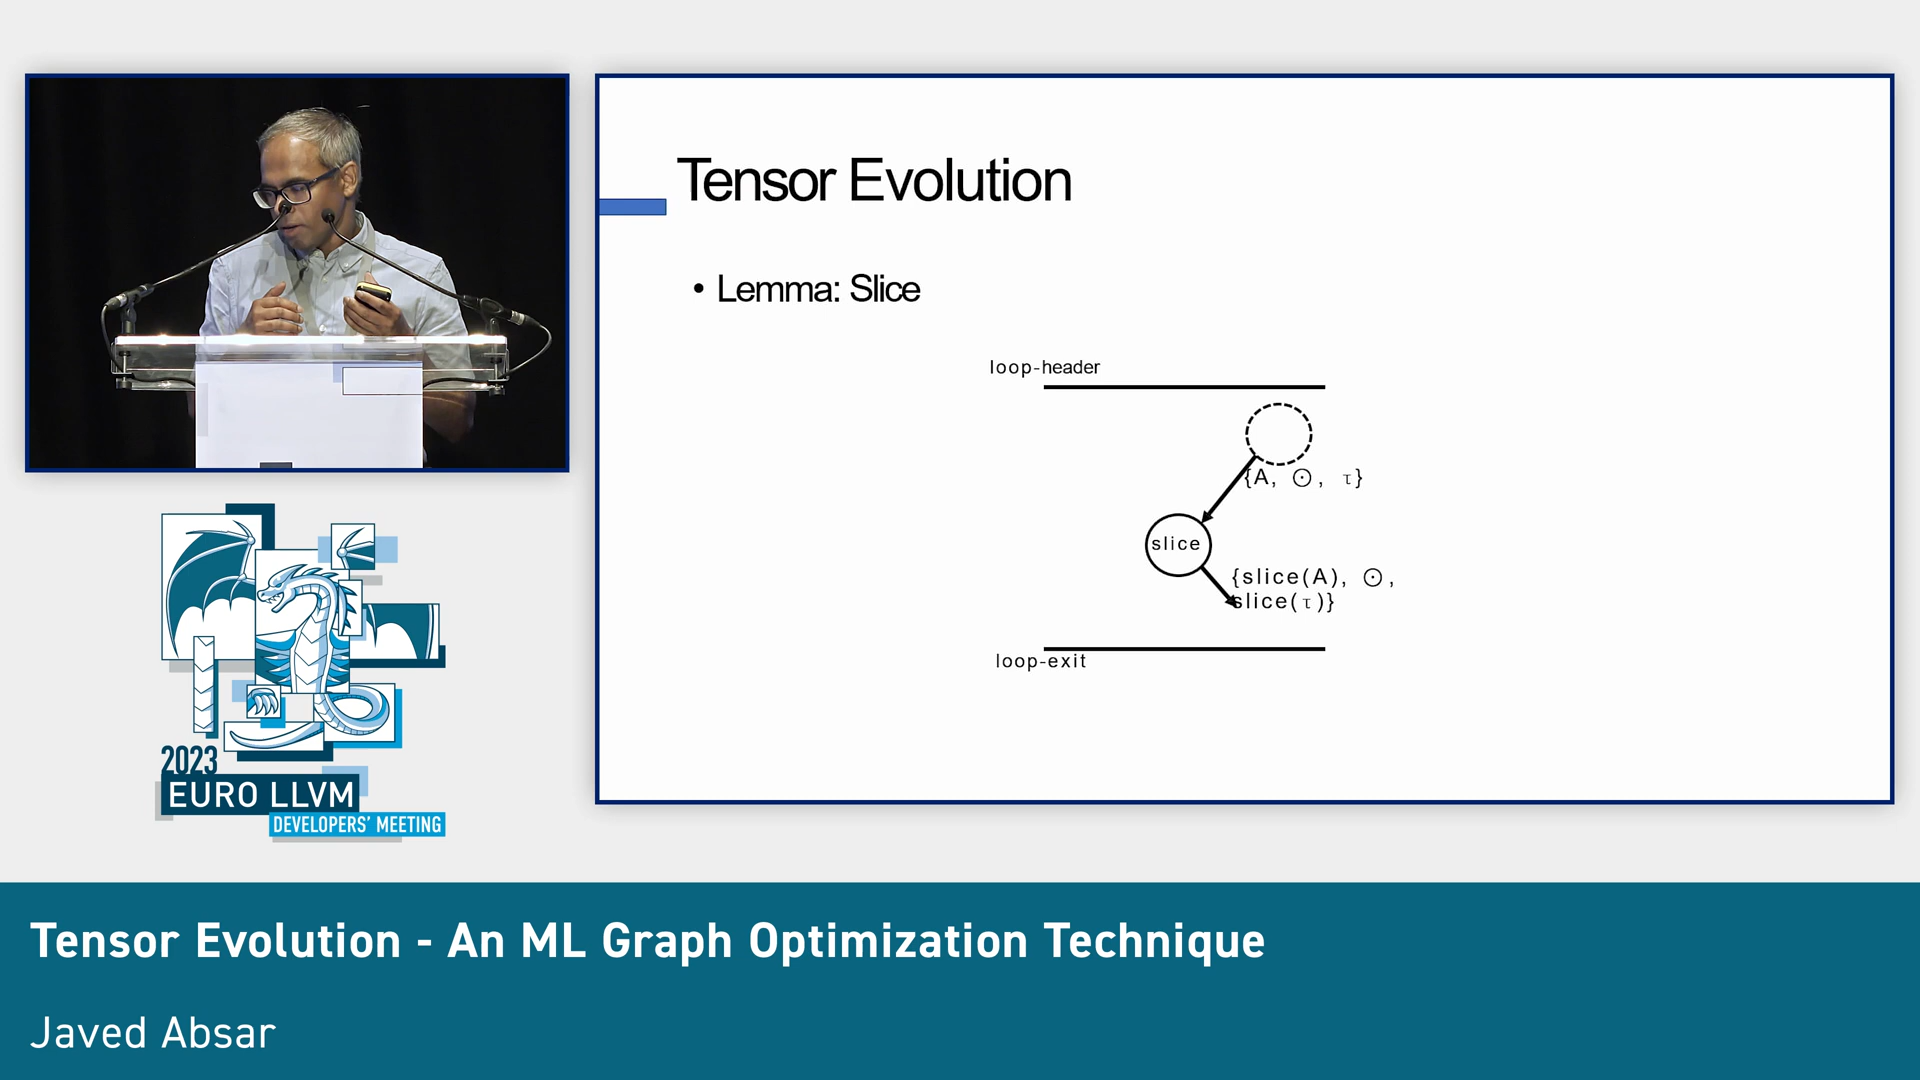 Tensor Evolution
• Lemma: Slice
loop-header
{A, ⊙, τ}
slice
{slice(A), ⊙,
slice(τ)}
loop-exit
2023
EURO LLVM
DEVELOPERS' MEETING
Tensor Evolution - An ML Graph Optimization Technique
Javed Absar